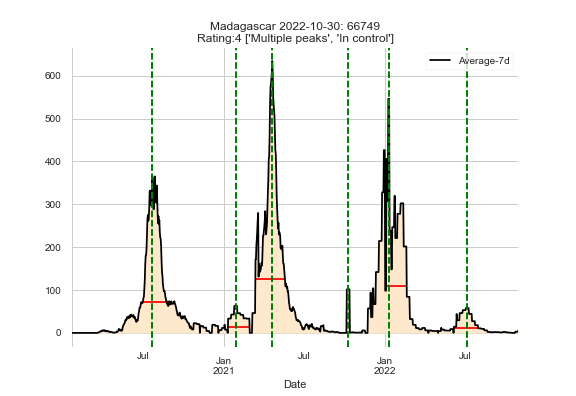 Madagascar 2022-10-30: 66749
Rating:4 ['Multiple peaks', 'In control']
Average-7d
600
500
400
300
200
100
0
Jul
Jan
2021
Jul
Jan
2022
Jul
Date